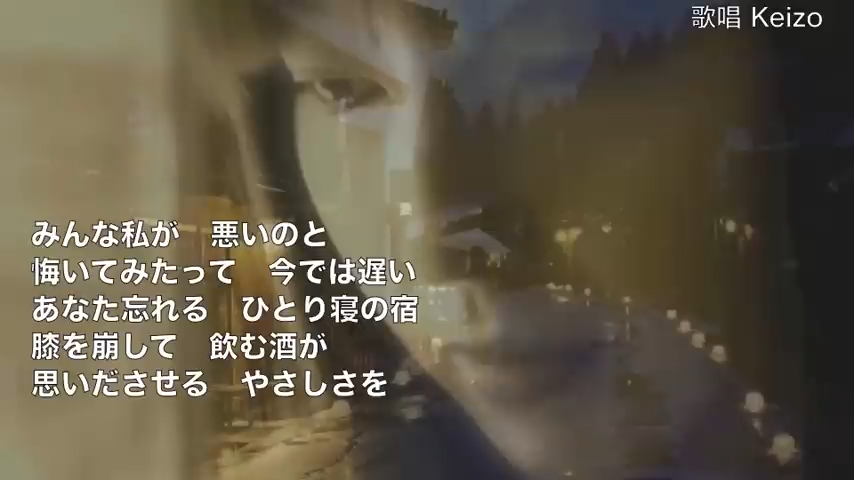 歌唱 Keizo
みんな私が　悪いのと
悔いてみたって　今では遅い
あなた忘れる　ひとり寝の宿
膝を崩して　飲む酒が
思いださせる　やさしさを